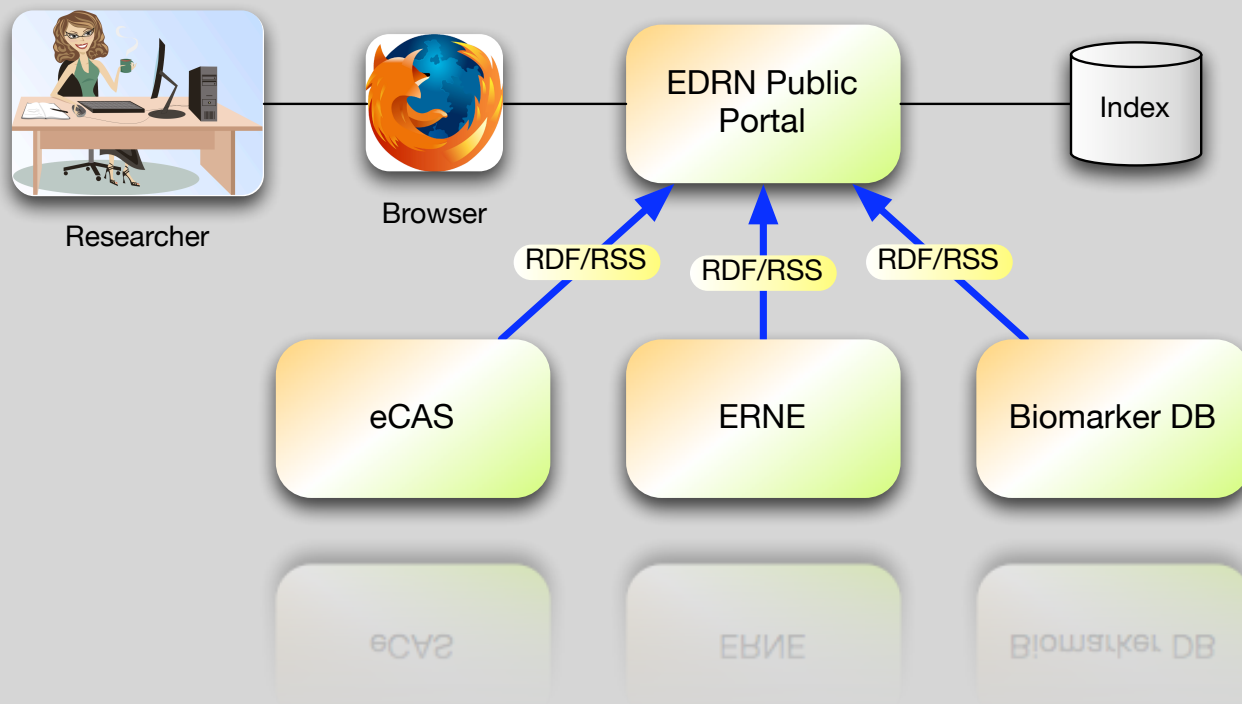 EDRN Public
Portal
Index
Browser
Researcher
RDF/RSS
RDF/RSS
RDF/RSS
eCAS
ERNE
Biomarker DB
eCAS
ERNE
Biomarker DB